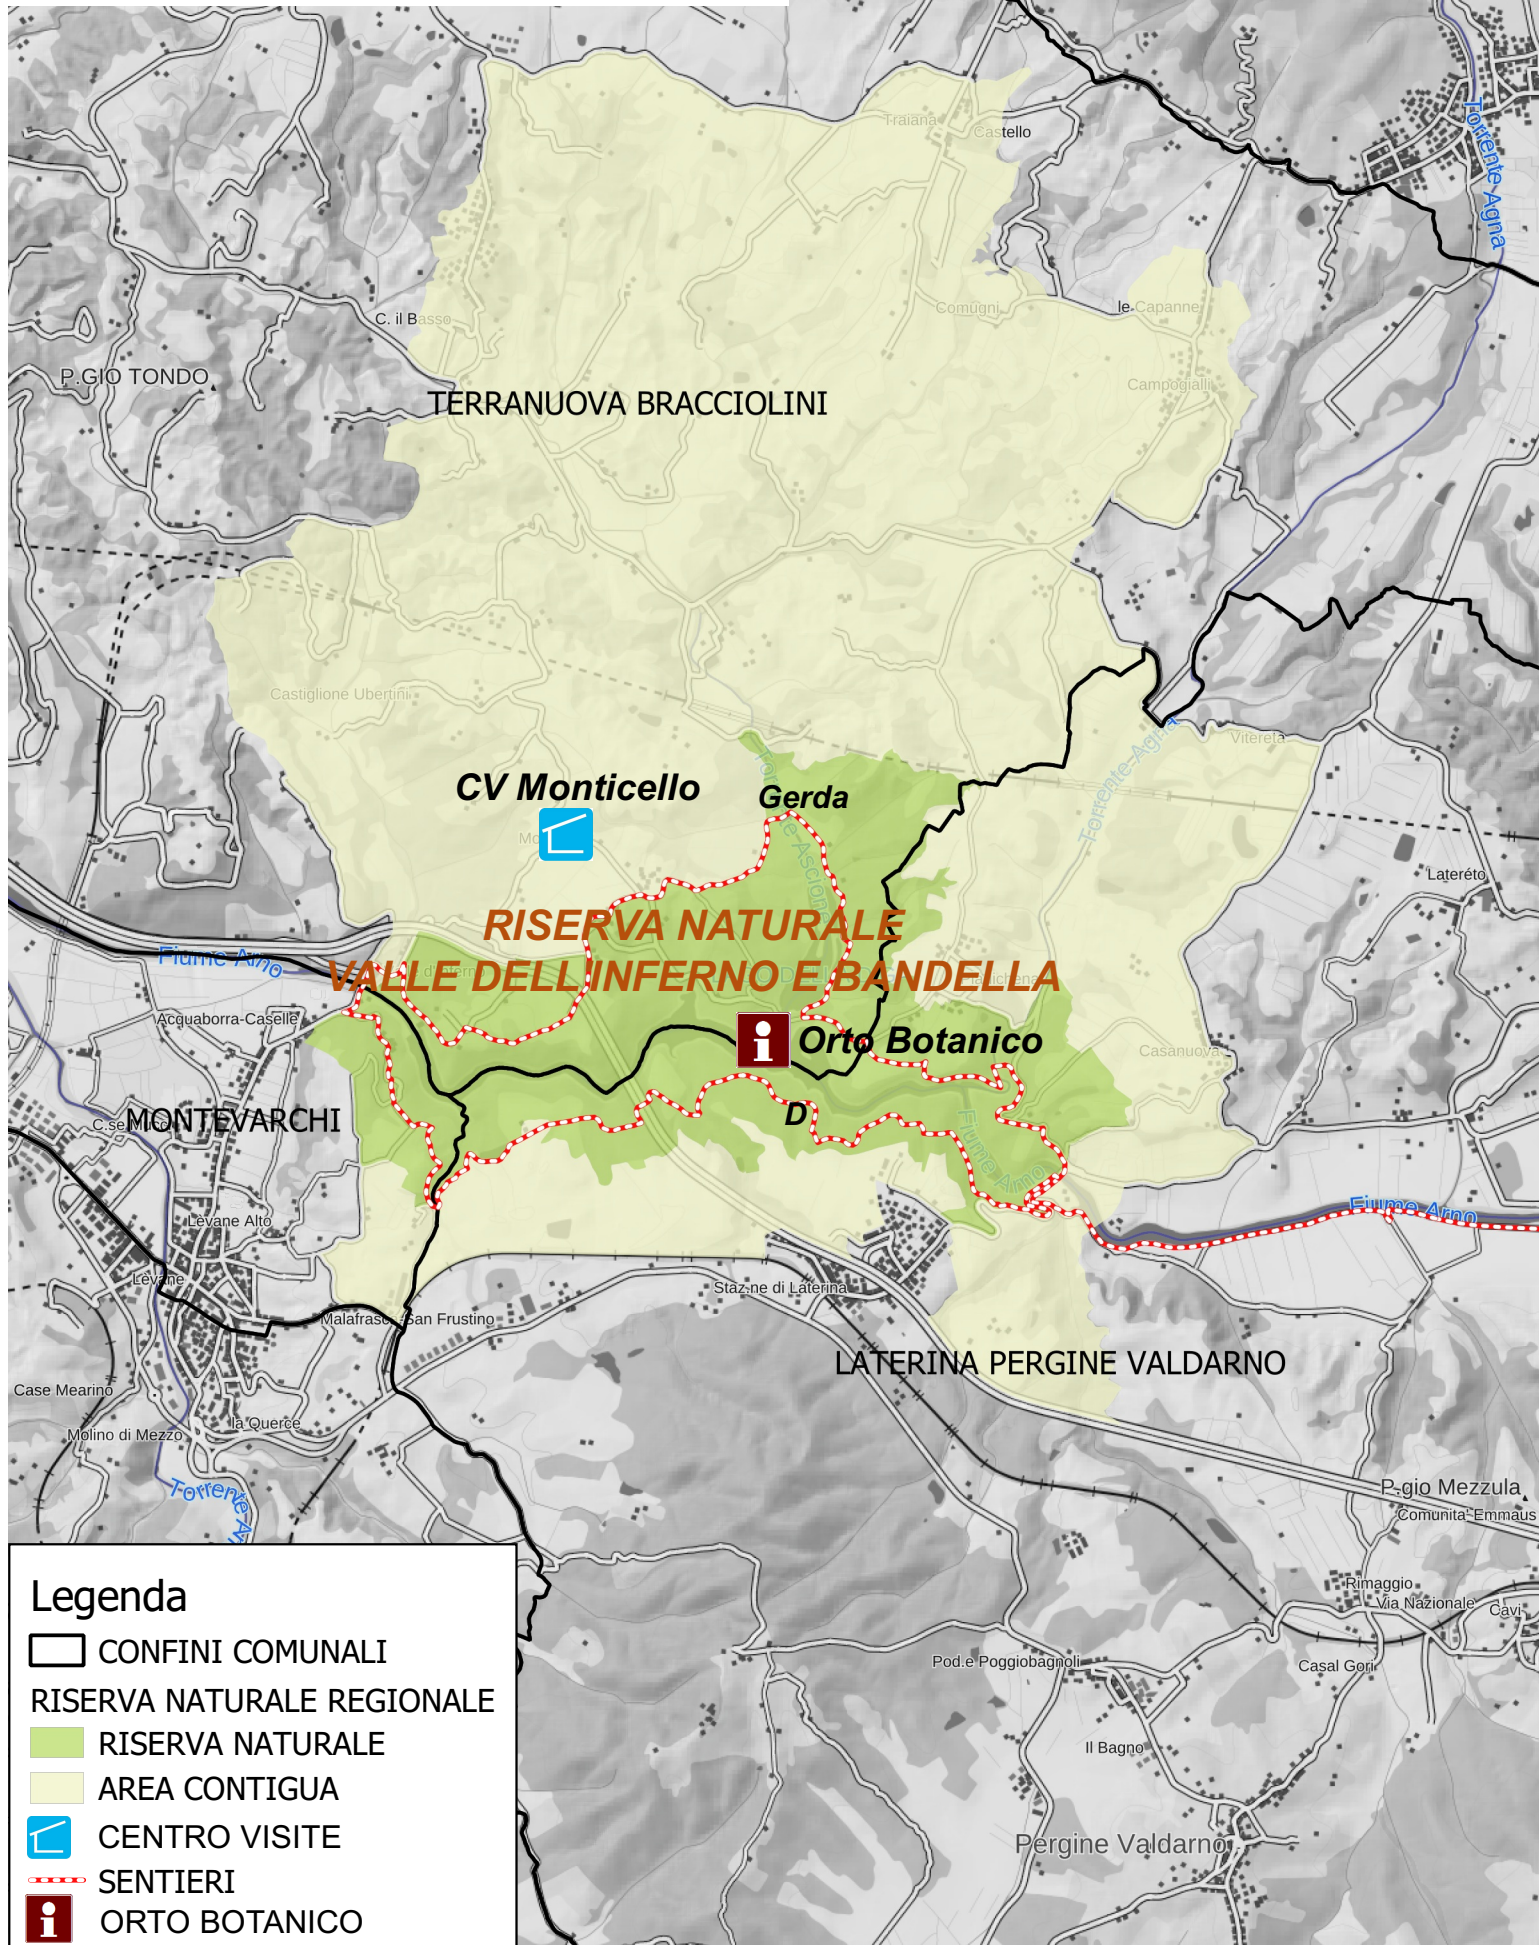 Traiana
Castello
Torrente Agna
C. il Basso
Comugni
le Capanne
P.GIO TONDO
Campogialli
TERRANUOVA BRACCIOLINI
Castiglione Ubertini
Vitereta
Torrente Agna
CV Monticello
Gerda
Torrente Ascione
Lateréto
RISERVA NATURALE
VALLE DELL'INFERNO E BANDELLA
Fiume Arno
Acquaborra-Caselle
Orto Botanico
Casanuova
MONTEVARCHI
D
Fiume Arno
Fiume Arno
Levane Alto
Levane
Staz.ne di Laterina
Malafrasca-San Frustino
LATERINA PERGINE VALDARNO
Case Mearino
la Querce
Molino di Mezzo
P.gio Mezzula
Comunita' Emmaus
Torrente
Rimaggio
Via Nazionale
Cavi
Pod.e Poggiobagnoli
Casal Gori
Il Bagno
Pergine Valdarno
Legenda
CONFINI COMUNALI
RISERVA NATURALE REGIONALE
RISERVA NATURALE
AREA CONTIGUA
CENTRO VISITE
SENTIERI
i ORTO BOTANICO